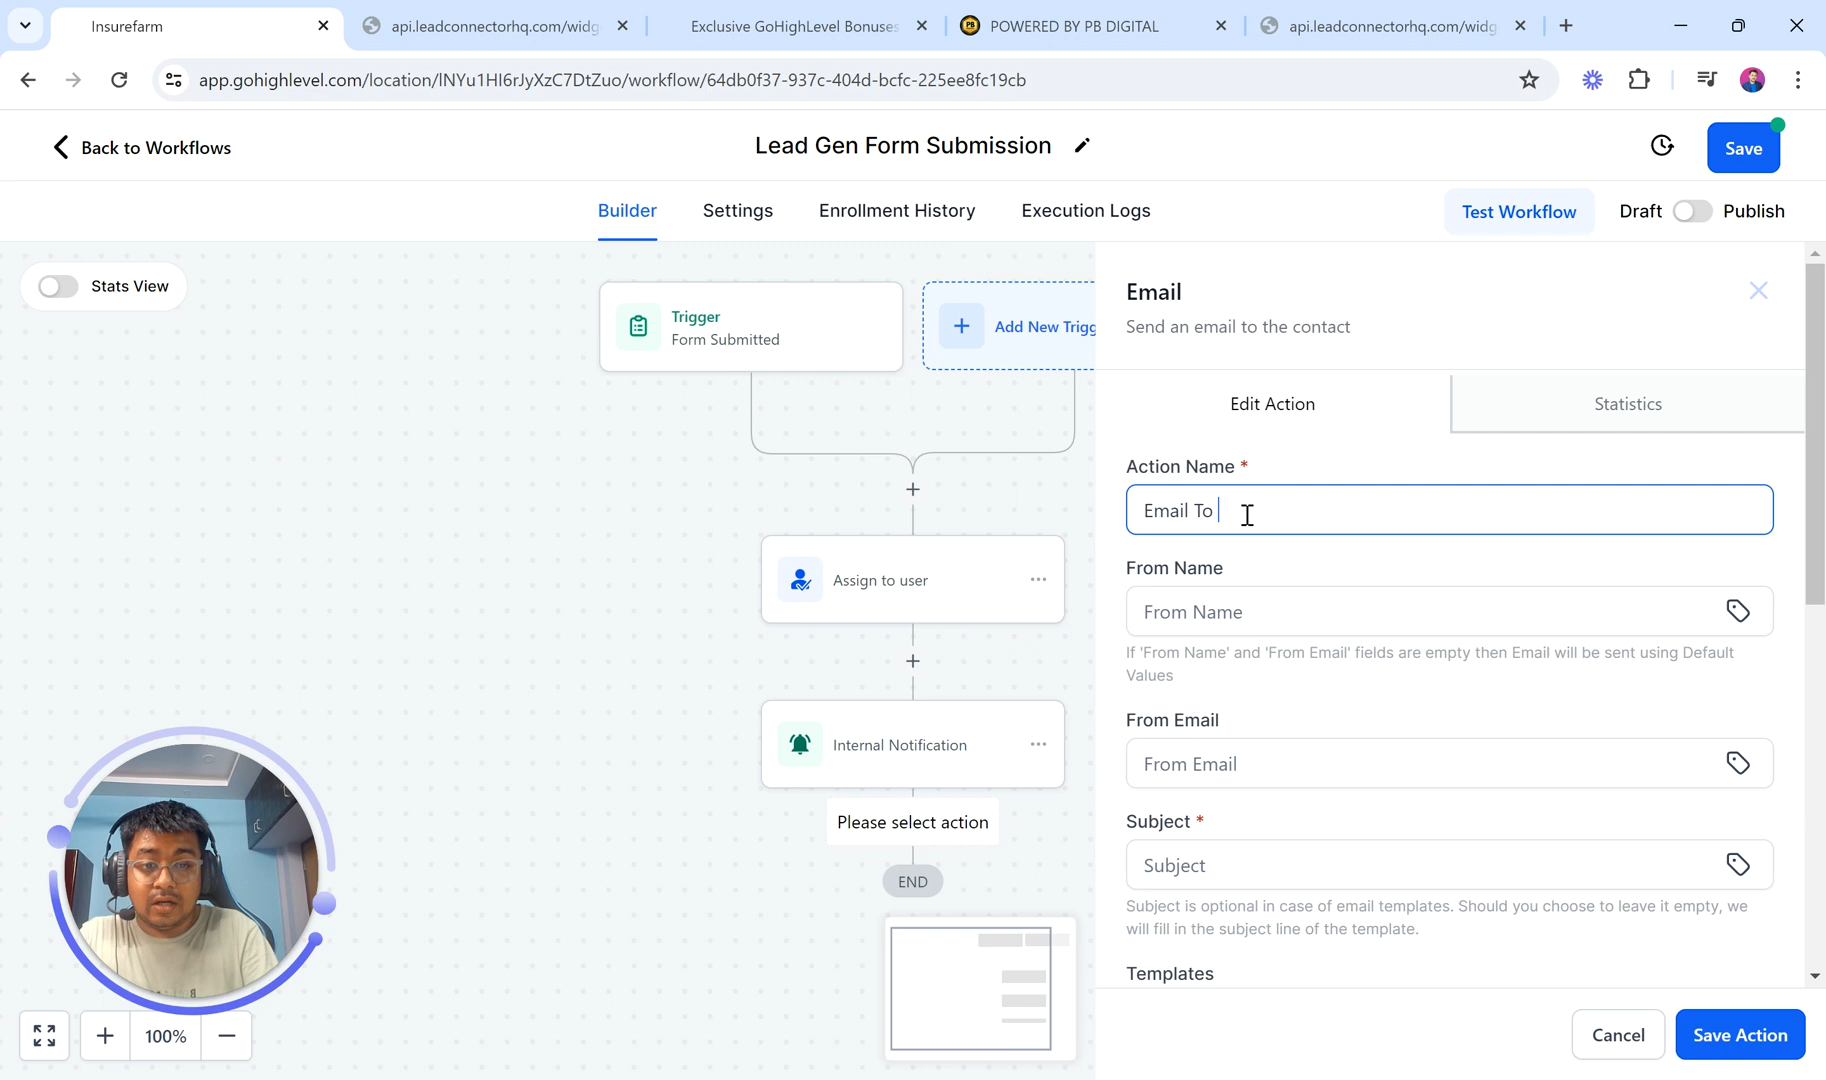 Insurefarm
api.leadconnectorhq.com/widg
Exclusive GoHighLevel Bonuses
PB
POWERED BY PB DIGITAL
api.leadconnectorhq.com/widg
app.gohighlevel.com/location/lNYu1HI6rJyXzC7DtZuo/workflow/64db0f37-937c-404d-bcfc-225ee8fc19cb
Back to Workflows
Lead Gen Form Submission
Save
Builder
Settings
Enrollment History
Execution Logs
Test Workflow
Draft
Publish
Stats View
Trigger
Form Submitted
Add New Trigg
Assign to user
Internal Notification
Please select action
END
100%
Email
Send an email to the contact
Edit Action
Statistics
Action Name *
Email To
From Name
From Name
If 'From Name' and 'From Email' fields are empty then Email will be sent using Default
Values
From Email
From Email
Subject *
Subject
Subject is optional in case of email templates. Should you choose to leave it empty, we
will fill in the subject line of the template.
Templates
Cancel
Save Action